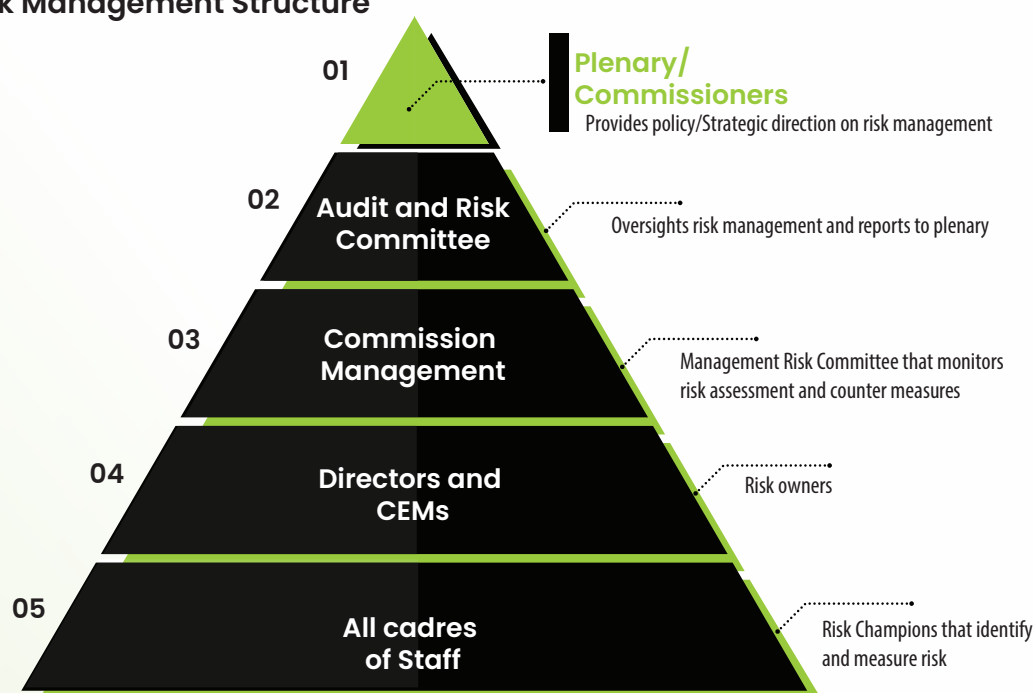 k Management Structure
01
Plenary/
Commissioners
Provides policy/Strategic direction on risk management
02
Audit and Risk
Committee
Oversights risk management and reports to plenary
03
Commission
Management
Management Risk Committee that monitors
risk assessment and counter measures
04
Directors and
CEMs
Risk owners
05
All cadres
of Staff
Risk Champions that identify
and measure risk